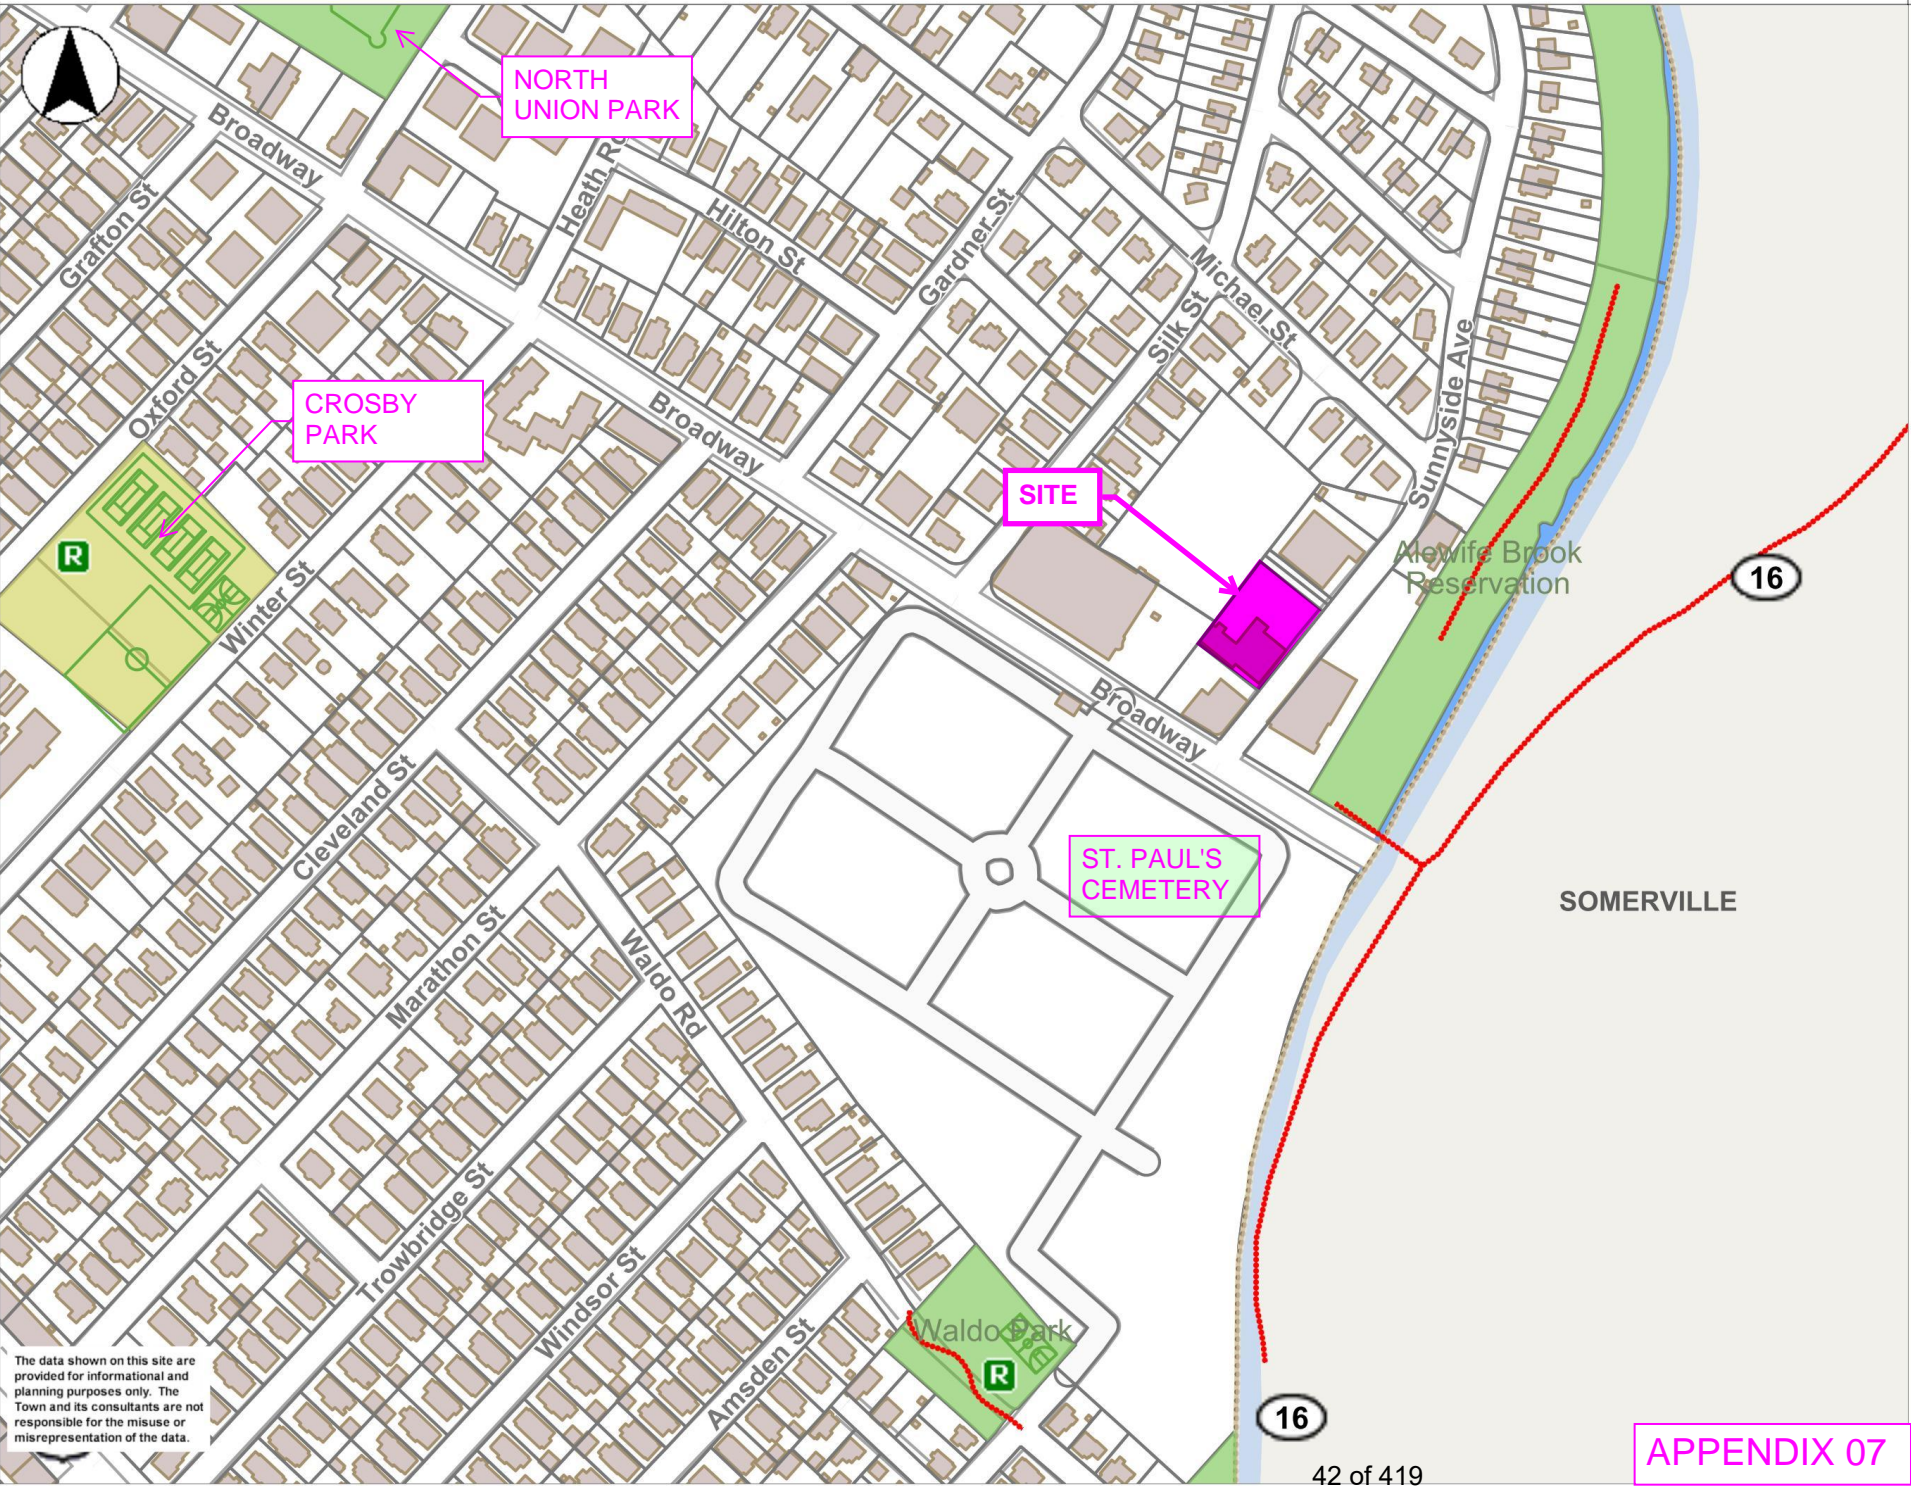 NORTH
UNION PARK
Broadway
Heath Rd
Grafton St
Hilton St
Gardner St
Michael St
Silk St
Oxford St
CROSBY
PARK
Broadway
Sunnyside Ave
SITE
R
Alewife Brook
Reservation
16
Winter St
Broadway
Cleveland St
ST. PAUL'S
CEMETERY
SOMERVILLE
Marathon St
Waldo Rd
Trowbridge St
Windsor St
Amsden St
Waldo Park
R
The data shown on this site are
provided for informational and
planning purposes only. The
Town and its consultants are not
responsible for the misuse or
misrepresentation of the data.
16
APPENDIX 07
42 of 419